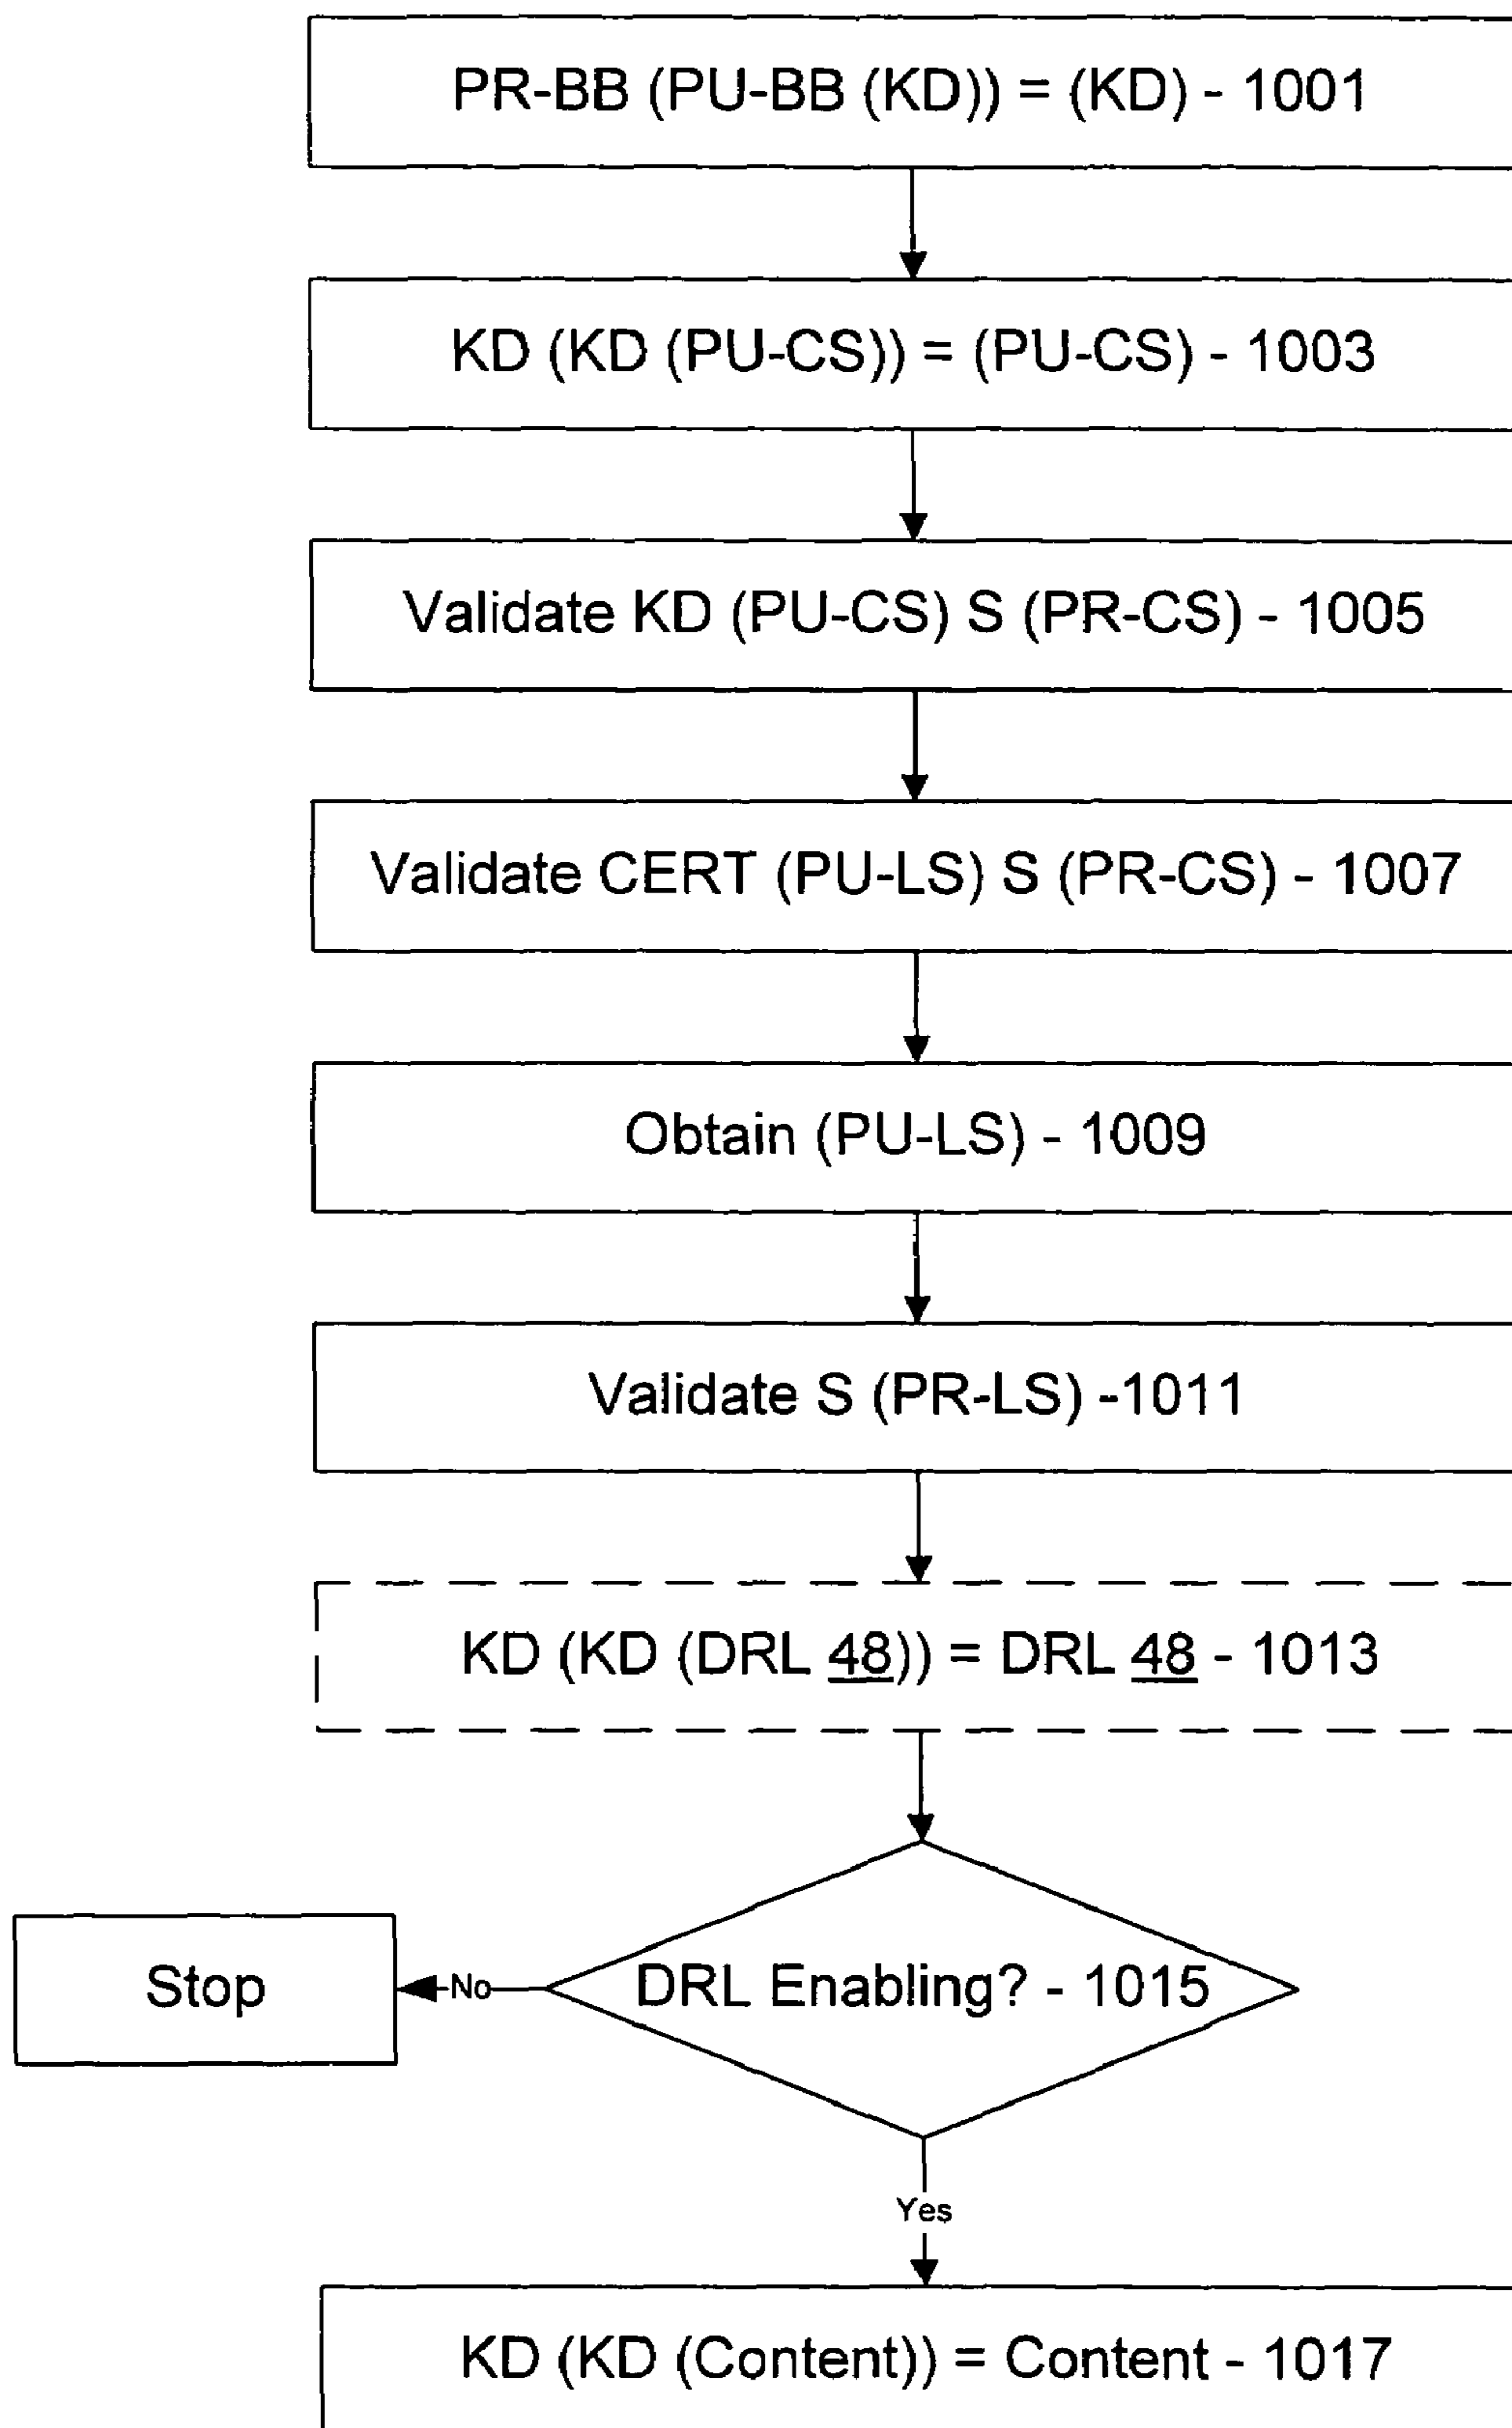 PR-BB (PU-BB (KD)) = (KD) - 1001
KD (KD (PU-CS)) = (PU-CS) - 1003
Validate KD (PU-CS) S (PR-CS) - 1005
Validate CERT (PU-LS) S (PR-CS) - 1007
Obtain (PU-LS) - 1009
Validate S (PR-LS) -1011
KD (KD (DRL 48)) = DRL 48 - 1013
DRL Enabling? - 1015
No
Stop
Yes
KD (KD (Content)) = Content - 1017